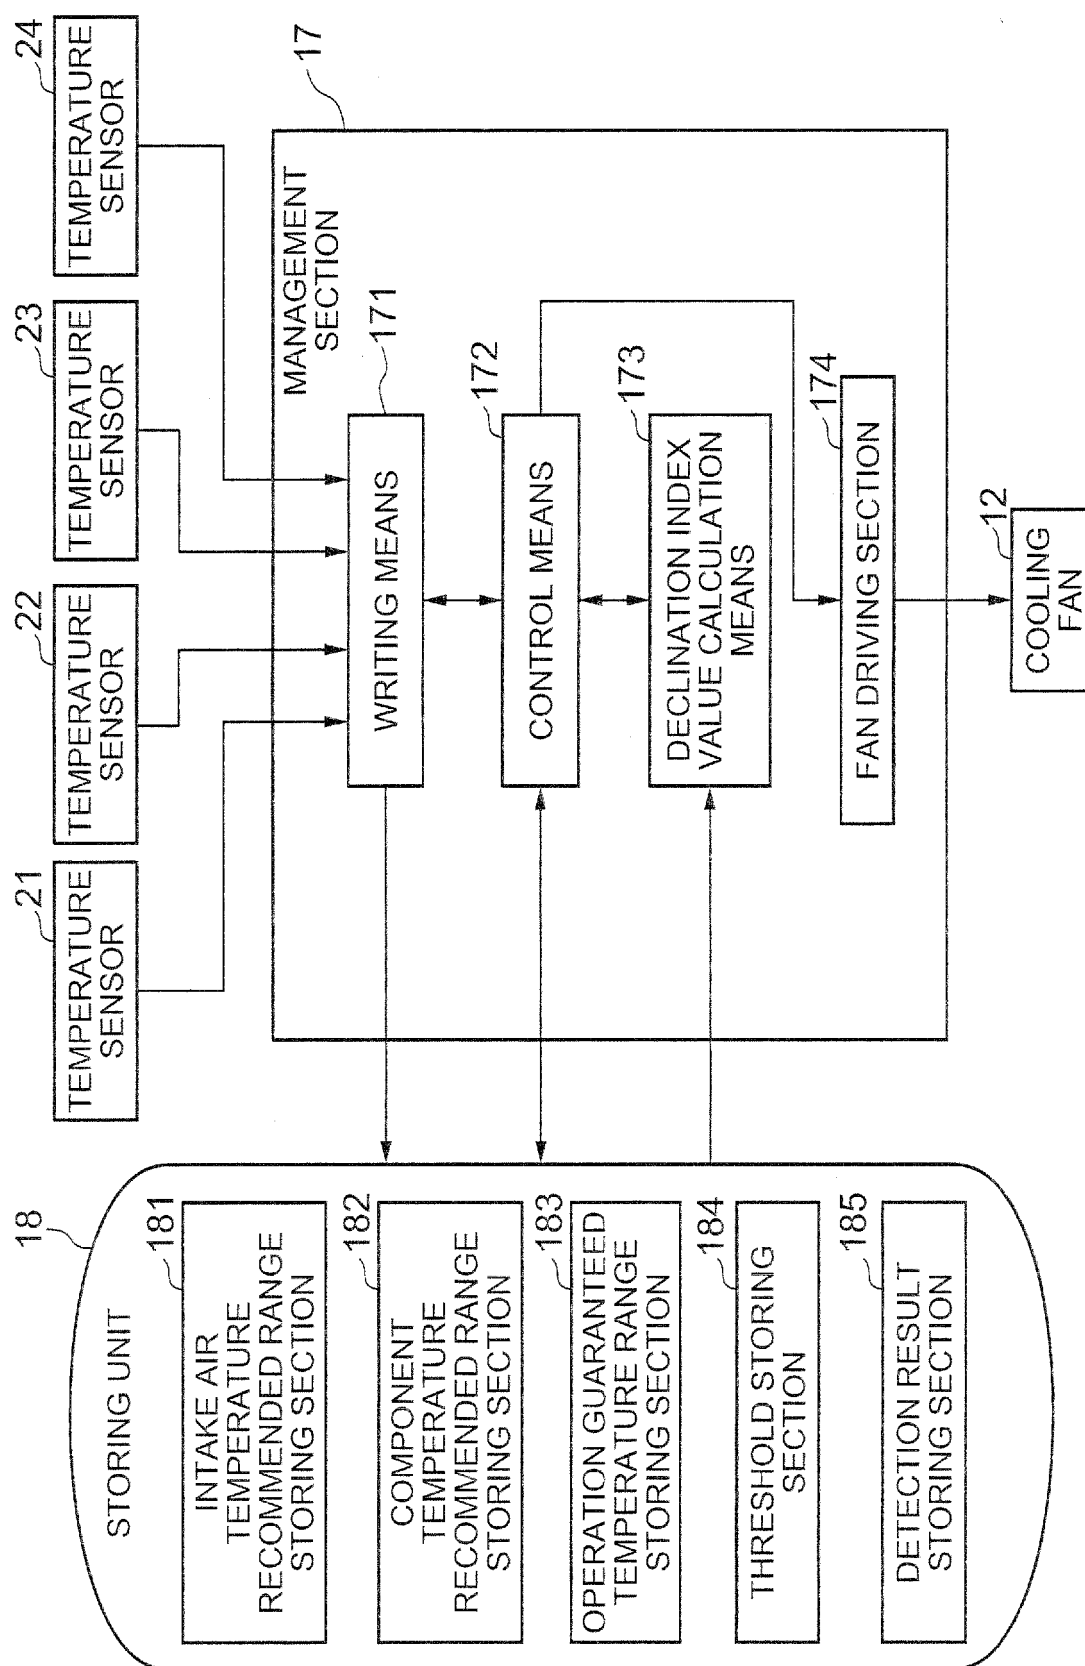 18
STORING UNIT
181
INTAKE AIR
TEMPERATURE
RECOMMENDED RANGE
STORING SECTION
182
COMPONENT
TEMPERATURE
RECOMMENDED RANGE
STORING SECTION
183
OPERATION GUARANTEED
TEMPERATURE RANGE
STORING SECTION
184
THRESHOLD STORING
SECTION
185
DETECTION RESULT
STORING SECTION
21
TEMPERATURE
SENSOR
22
TEMPERATURE
SENSOR
23
TEMPERATURE
SENSOR
24
TEMPERATURE
SENSOR
17
MANAGEMENT
SECTION
171
WRITING MEANS
172
CONTROL MEANS
173
DECLINATION INDEX
VALUE CALCULATION
MEANS
174
FAN DRIVING SECTION
12
COOLING
FAN